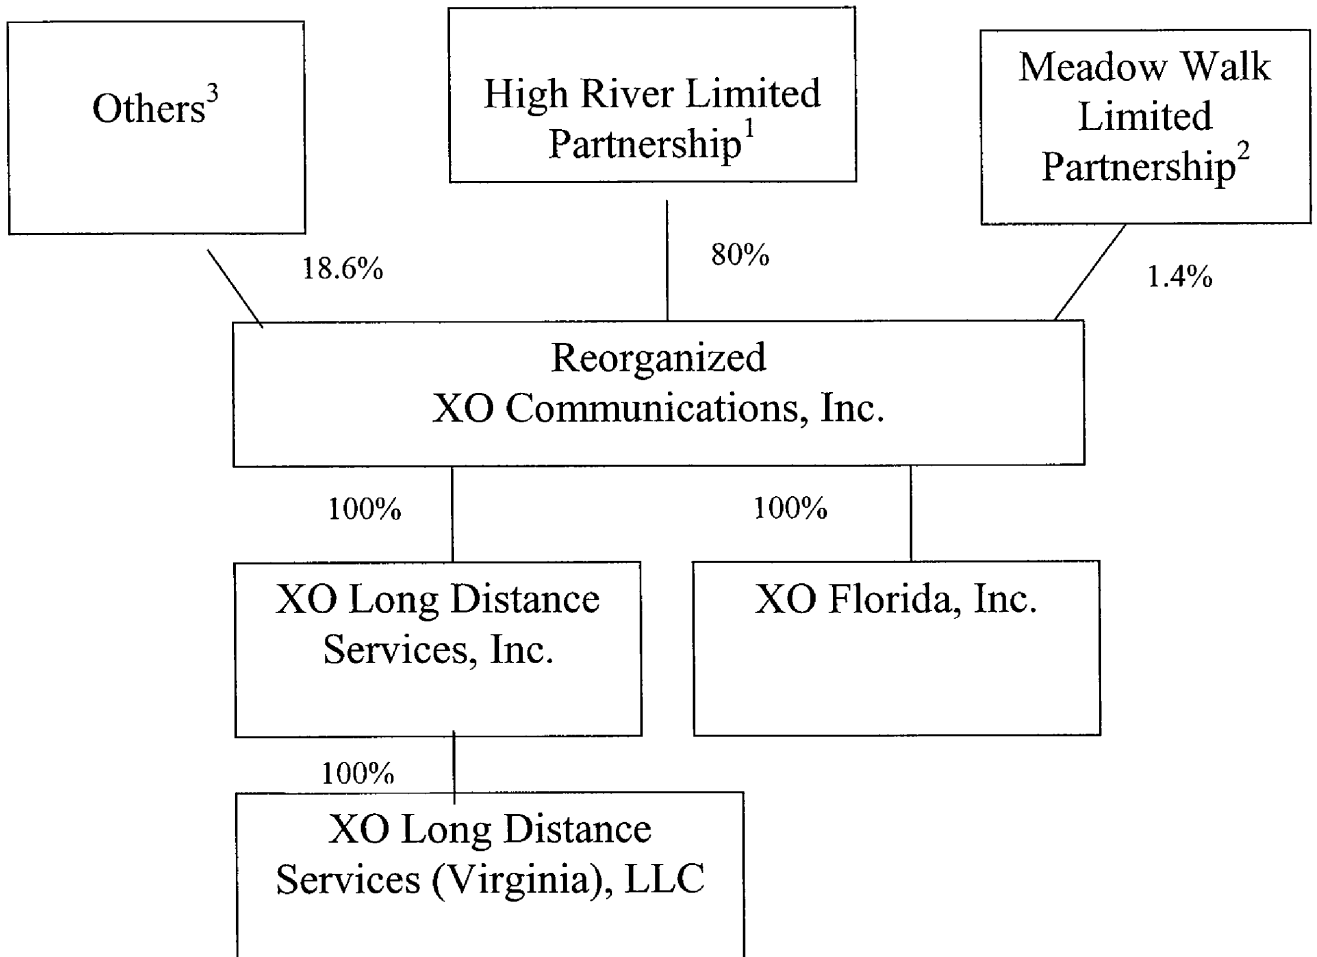 Others³
High River Limited
Partnership¹
Meadow Walk
Limited
Partnership²
18.6%
80%
1.4%
Reorganized
XO Communications, Inc.
100%
100%
XO Long Distance
Services, Inc.
XO Florida, Inc.
100%
XO Long Distance
Services (Virginia), LLC